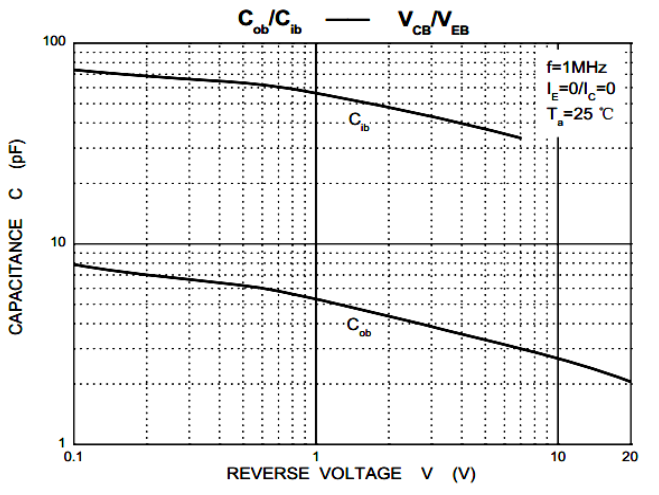 Cob/Cib —— VCB/VEB
100
f=1MHz
IE=0/IC=0
Ta=25 ℃
Cib
CAPACITANCE C (pF)
10
Cob
1
0.1 1 10 20
REVERSE VOLTAGE V (V)